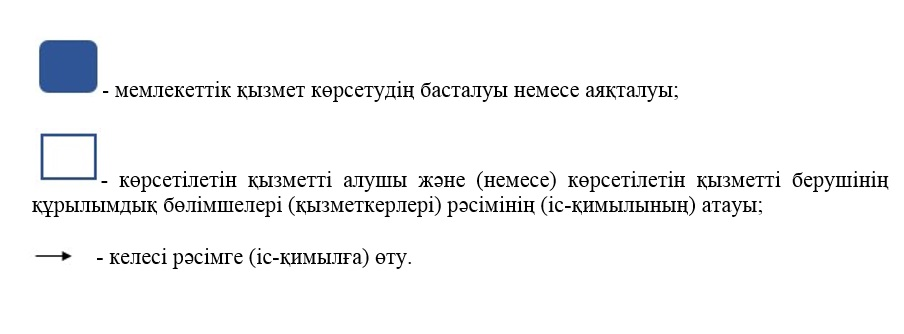 - мемлекеттік қызмет көрсетудің басталуы немесе аяқталуы;
- көрсетілетін қызметті алушы және (немесе) көрсетілетін қызметті берушінің
құрылымдық бөлімшелері (қызметкерлері) рәсімінің (іс-қимылының) атауы;
- келесі рәсімге (іс-қимылға) өту.